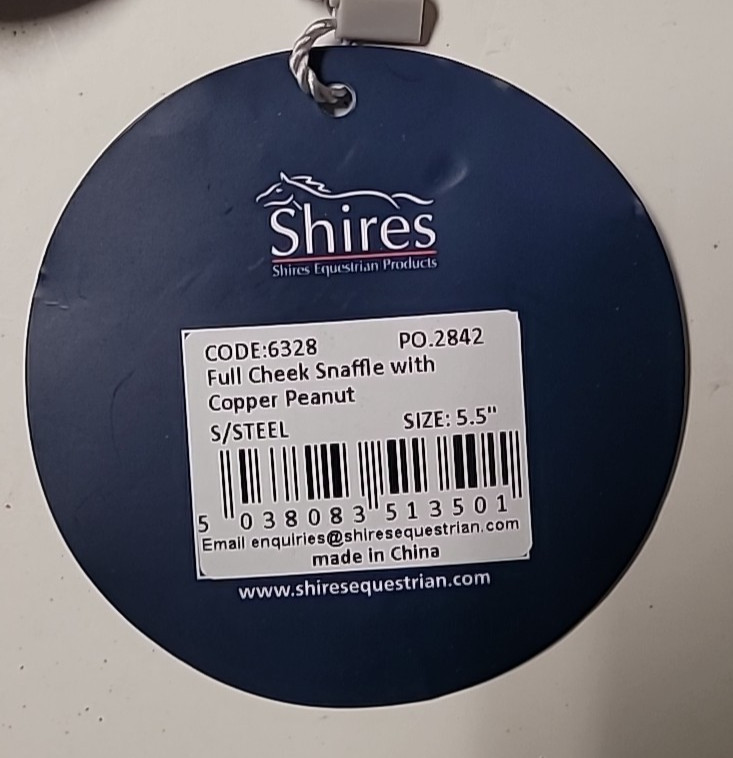 Shires
Shires Equestrian Products
CODE:6328 PO.2842
Full Cheek Snaffle with
Copper Peanut
S/STEEL SIZE: 5.5"
5 038083 513501
Email enquiries@shiresequestrian.com
made in China
www.shiresequestrian.com